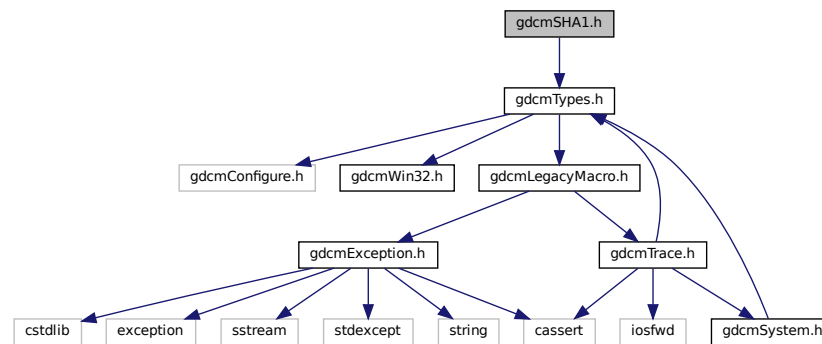 gdcmSHA1.h
gdcmTypes.h
gdcmConfigure.h
gdcmWin32.h
gdcmLegacyMacro.h
gdcmException.h
gdcmTrace.h
cstdlib
exception
sstream
stdexcept
string
cassert
iosfwd
gdcmSystem.h